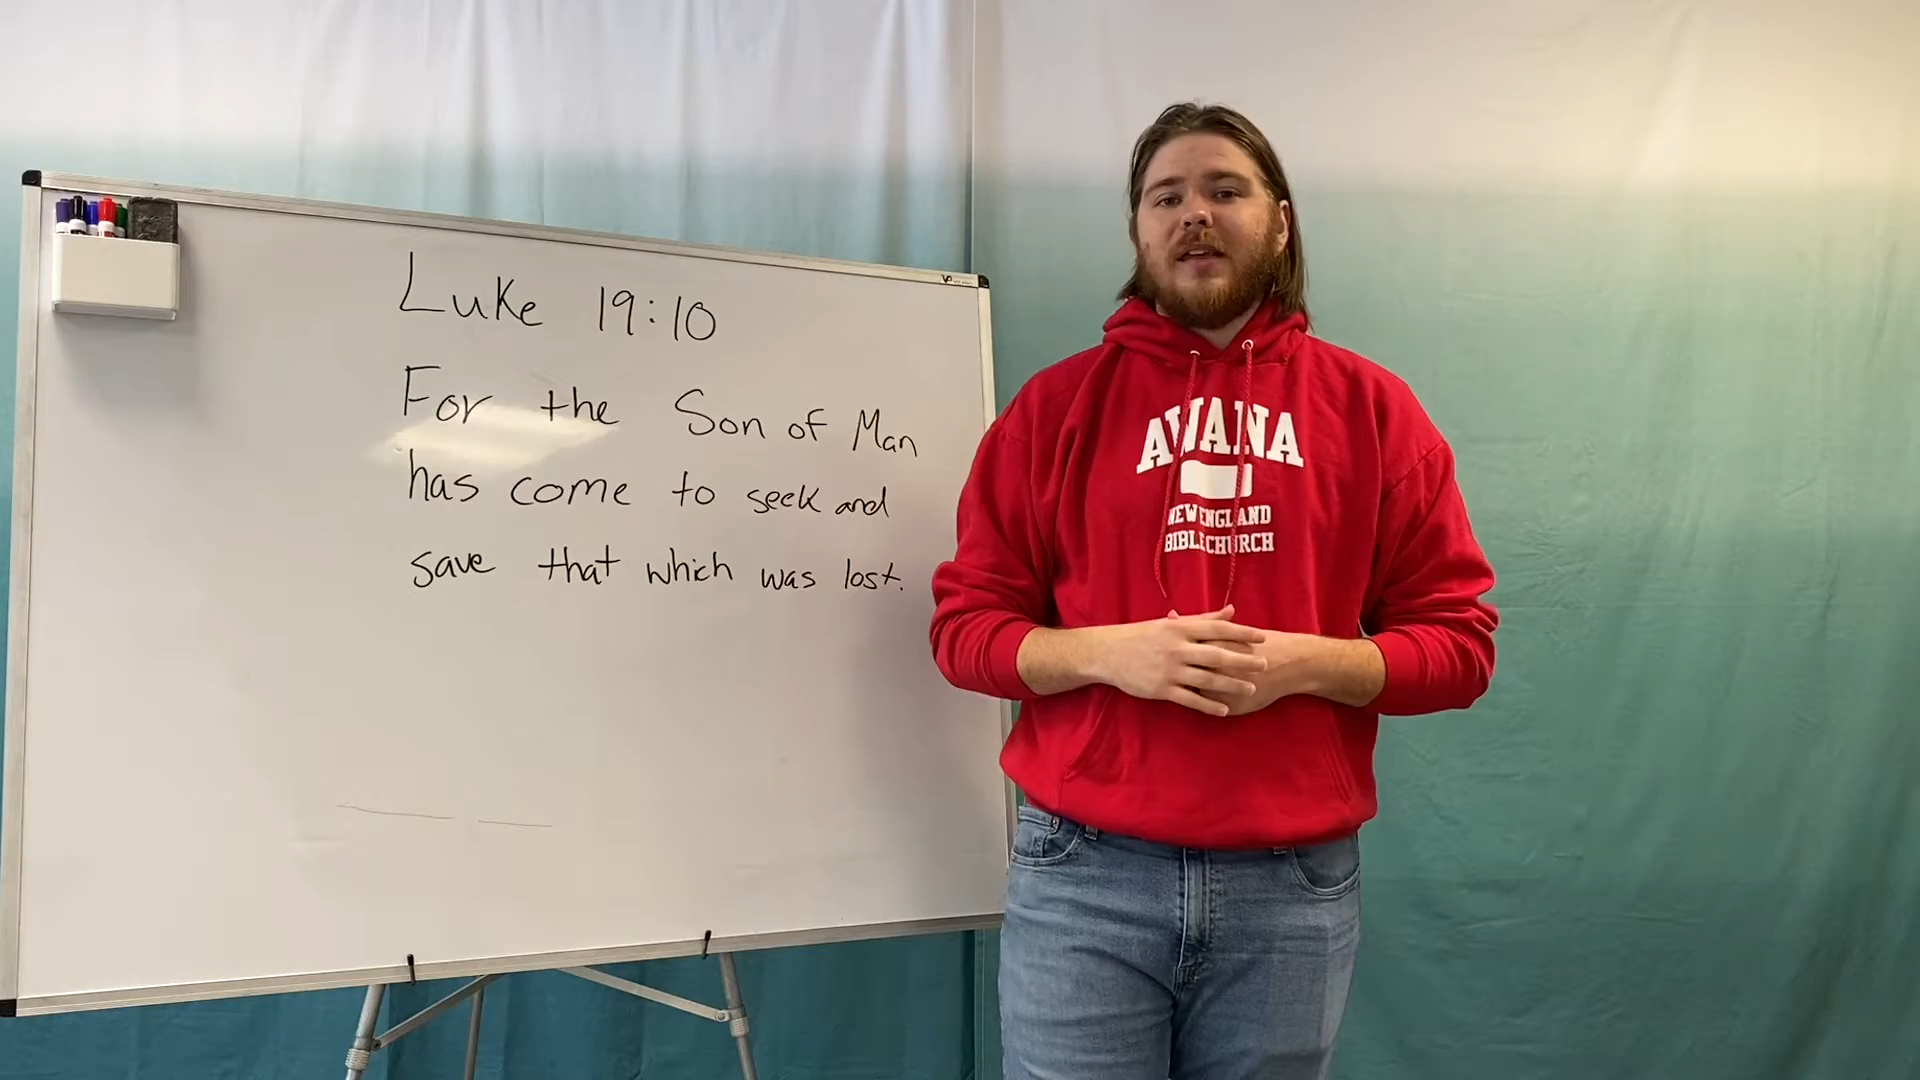 Luke 19:10
For the Son of Man
has come to seek and
save that which was lost.
AWANA
NEW ENGLAND
BIBLE CHURCH